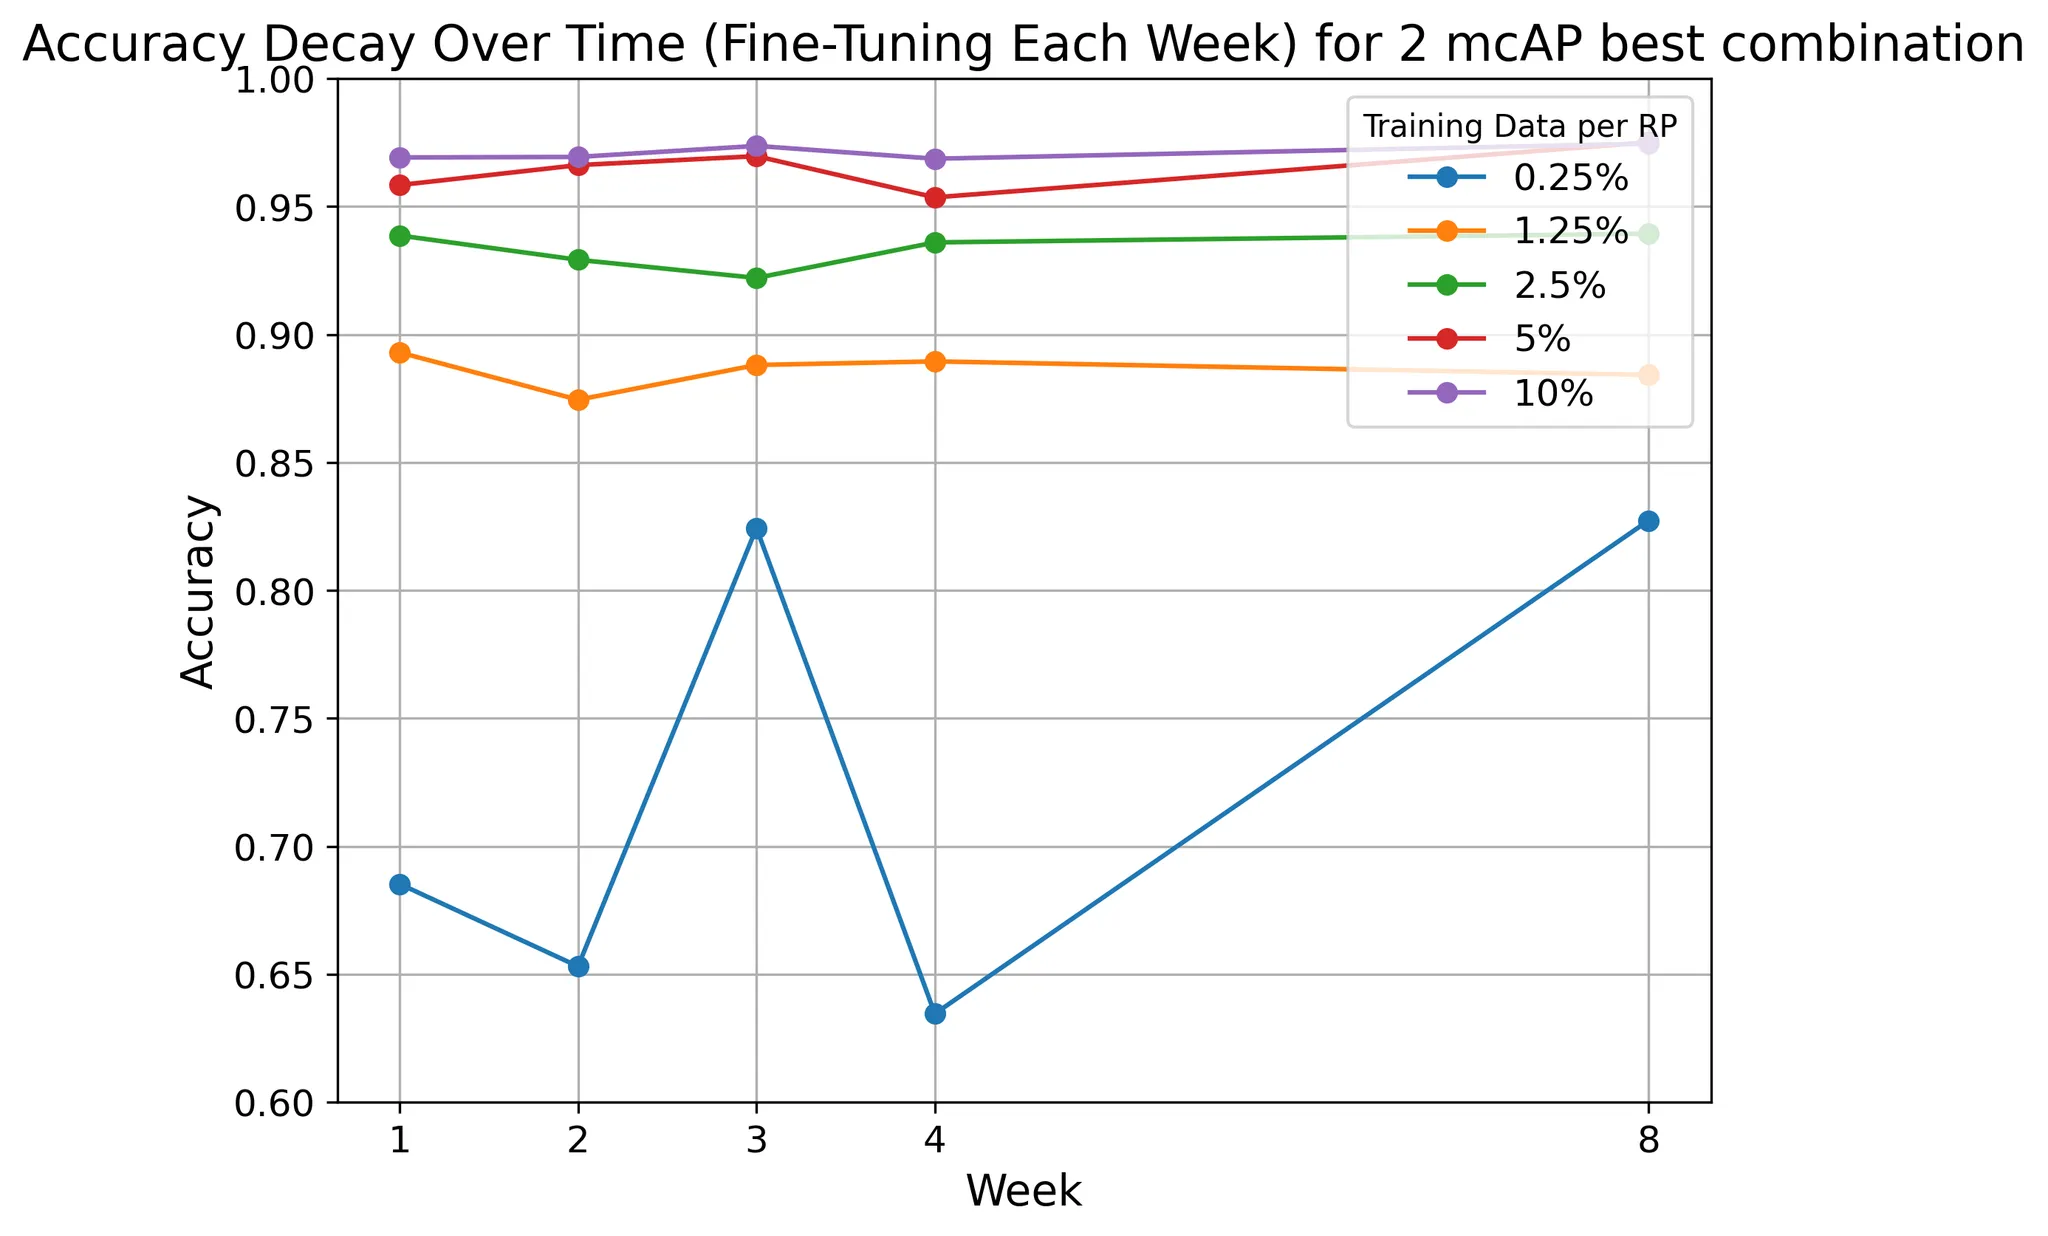 Accuracy Decay Over Time (Fine-Tuning Each Week) for 2 mcAP best combination
1.00
0.95
0.90
0.85
0.80
0.75
0.70
0.65
0.60
Accuracy
Training Data per RP
0.25%
1.25%
2.5%
5%
10%
1 2 3 4 8
Week